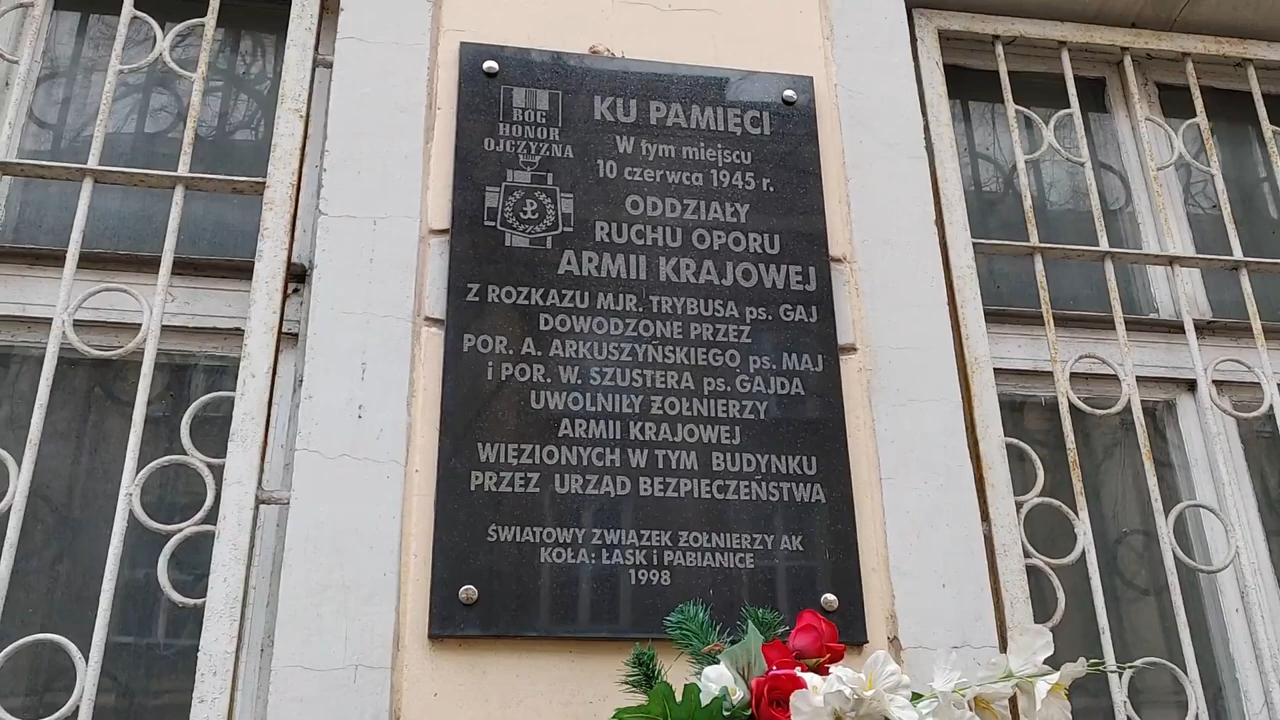 BÓG
HONOR
OJCZYZNA
KU PAMIĘCI
W tym miejscu
10 czerwca 1945 r.
ODDZIAŁY
RUCHU OPORU
ARMII KRAJOWEJ
Z ROZKAZU MJR. TRYBUSA ps. GAJ
DOWODZONE PRZEZ
POR. A. ARKUSZYŃSKIEGO ps. MAJ
i POR. W. SZUSTERA ps. GAJDA
UWOLNIŁY ŻOŁNIERZY
ARMII KRAJOWEJ
WIĘZIONYCH W TYM BUDYNKU
PRZEZ URZĄD BEZPIECZEŃSTWA
ŚWIATOWY ZWIĄZEK ŻOŁNIERZY AK
KOŁA: ŁASK i PABIANICE
1998